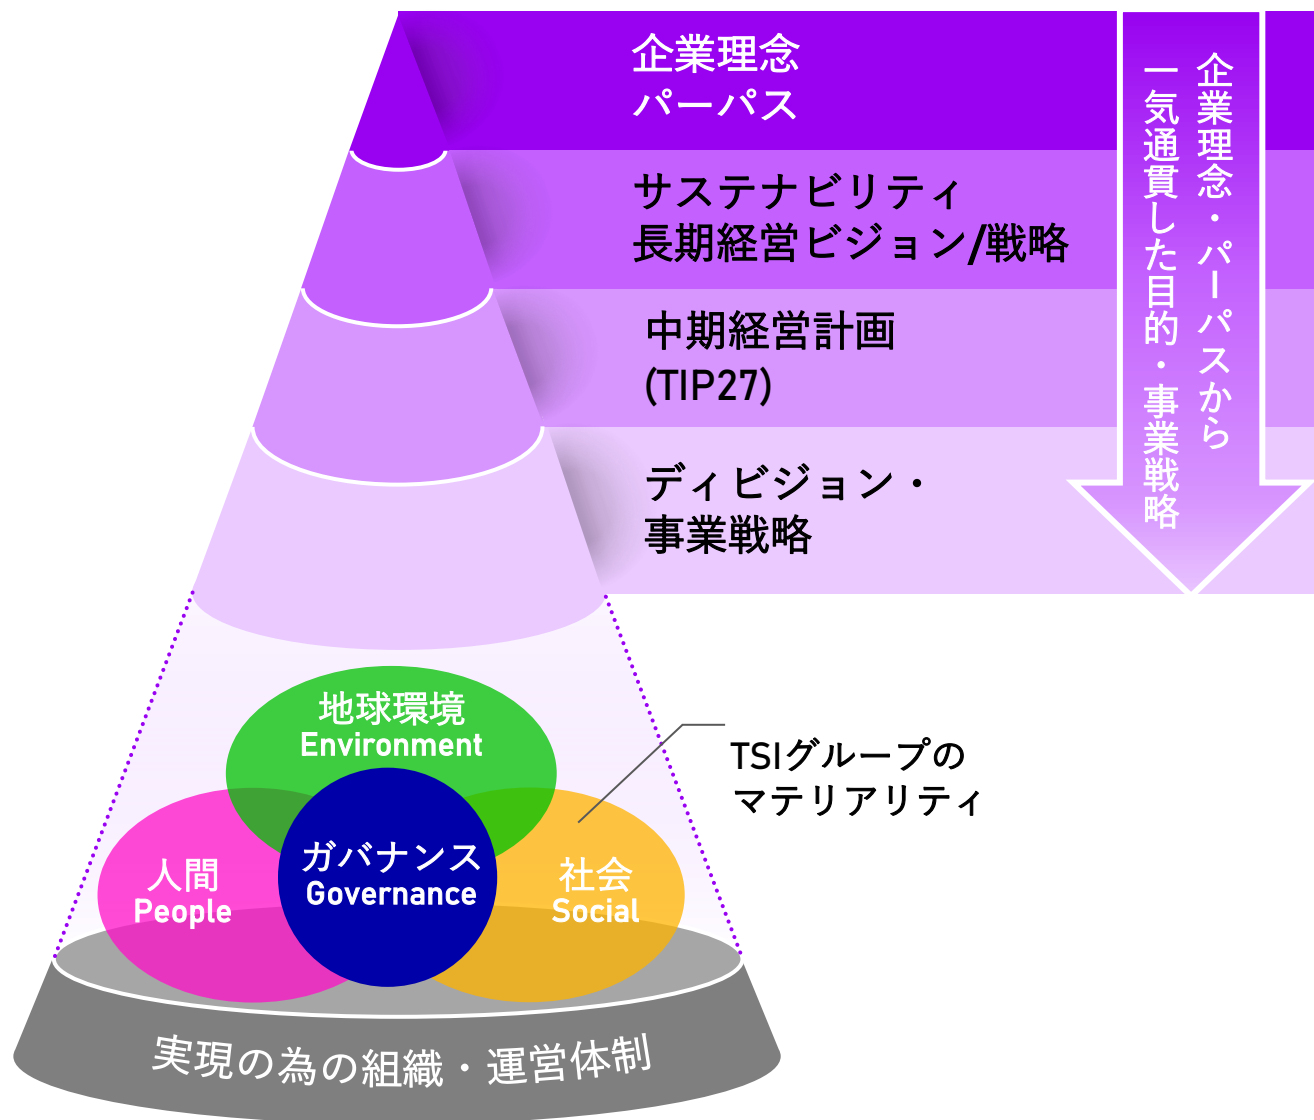 企業理念
パーパス
サステナビリティ
長期経営ビジョン/戦略
中期経営計画
(TIP27)
ディビジョン・
事業戦略
企業理念・パーパスから
一気通貫した目的・事業戦略
地球環境
Environment
TSIグループの
マテリアリティ
人間
People
ガバナンス
Governance
社会
Social
実現の為の組織・運営体制